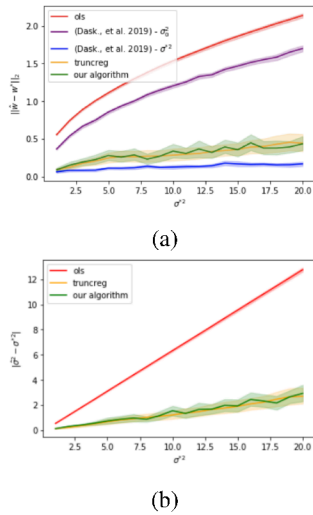 ols
(Dask., et al. 2019) - σ₀²
(Dask., et al. 2019) - σ*²
truncreg
our algorithm
||ŵ − w*||₂
2.0
1.5
1.0
0.5
0.0
2.5 5.0 7.5 10.0 12.5 15.0 17.5 20.0
σ*²
(a)
ols
truncreg
our algorithm
|σ̂² − σ*²|
12
10
8
6
4
2
0
2.5 5.0 7.5 10.0 12.5 15.0 17.5 20.0
σ*²
(b)